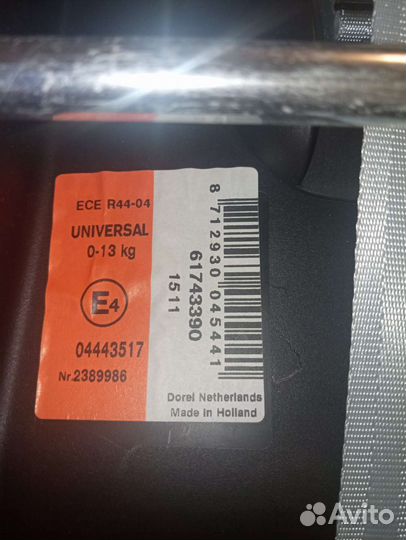 ECE R44-04
UNIVERSAL
0-13 kg
E4
04443517
Nr.2389986
8 712930 045441
61743390
1511
Dorel Netherlands
Made in Holland
Avito